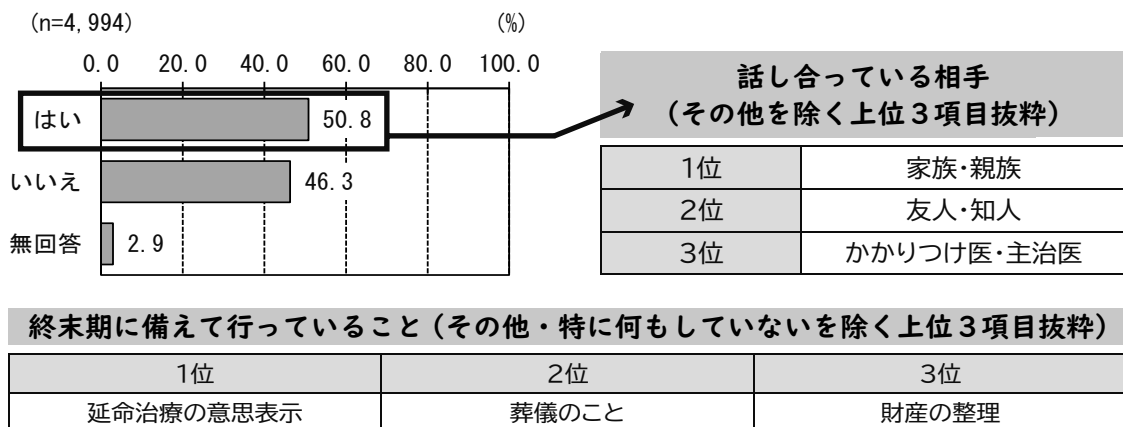 (n=4,994) (%)
0.0 20.0 40.0 60.0 80.0 100.0
はい 50.8
いいえ 46.3
無回答 2.9
話し合っている相手
(その他を除く上位3項目抜粋)
1位 家族・親族
2位 友人・知人
3位 かかりつけ医・主治医
終末期に備えて行っていること(その他・特に何もしていないを除く上位3項目抜粋)
1位 2位 3位
延命治療の意思表示 葬儀のこと 財産の整理